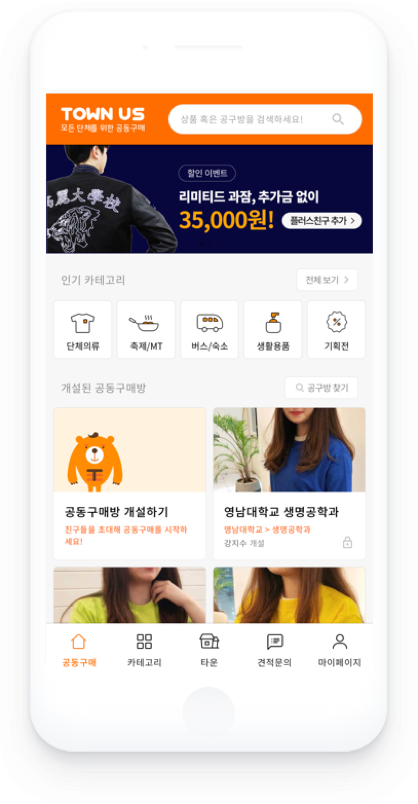 TOWN US
모든 단체를 위한 공동구매
상품 혹은 공구방을 검색하세요!
할인 이벤트
리미티드 과잠, 추가금 없이
35,000원!
플러스친구 추가 >
인기 카테고리
전체 보기 >
단체의류
축제/MT
버스/숙소
생활용품
기획전
개설된 공동구매방
공구방 찾기
공동구매방 개설하기
친구들을 초대해 공동구매를 시작하
세요!
영남대학교 생명공학과
영남대학교 > 생명공학과
강지수 개설
공동구매
카테고리
타운
견적문의
마이페이지